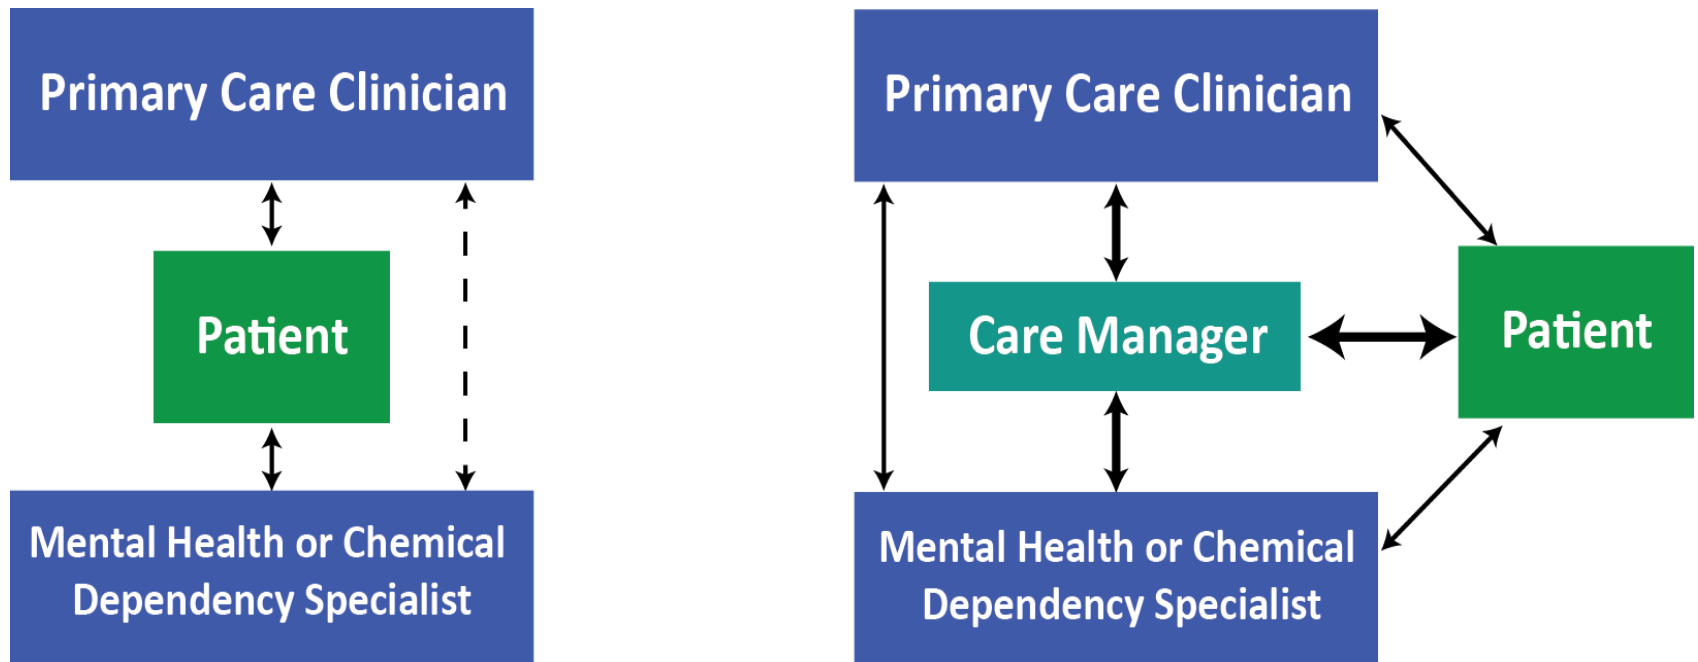 Primary Care Clinician
Patient
Mental Health or Chemical
Dependency Specialist
Primary Care Clinician
Care Manager
Patient
Mental Health or Chemical
Dependency Specialist